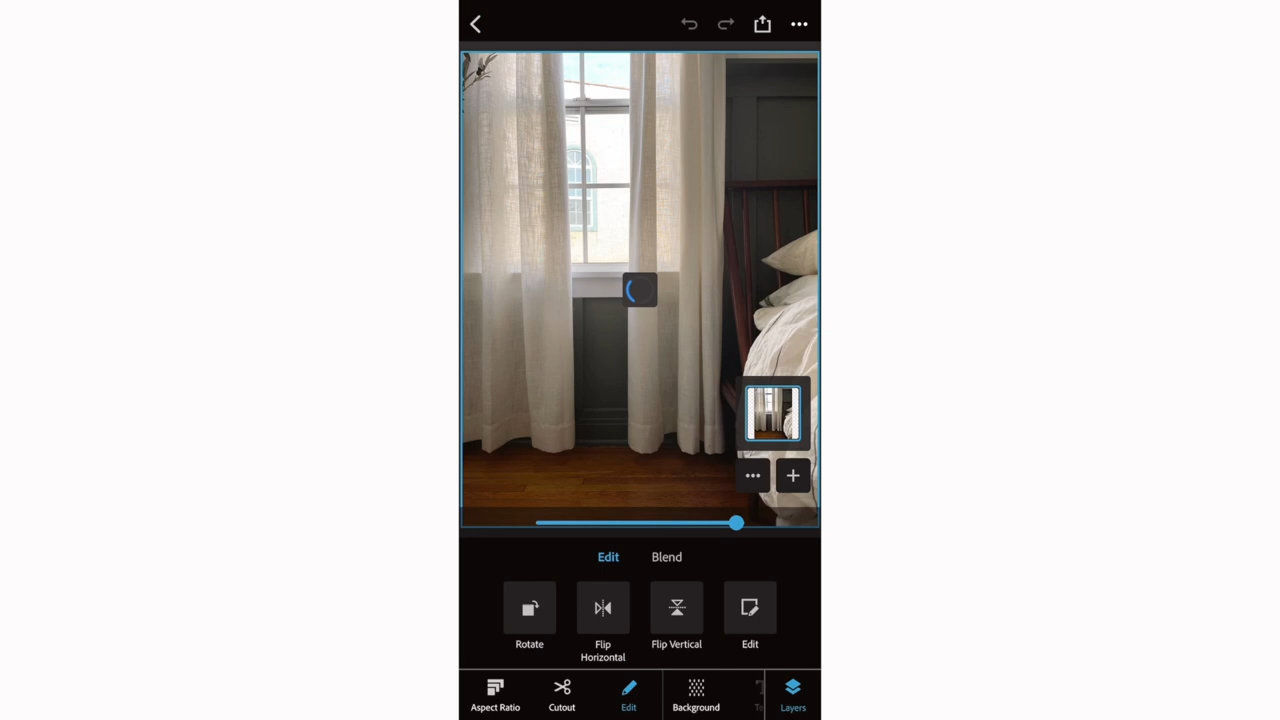 Edit Blend
Rotate
Flip
Horizontal
Flip Vertical
Edit
Aspect Ratio
Cutout
Edit
Background
Layers